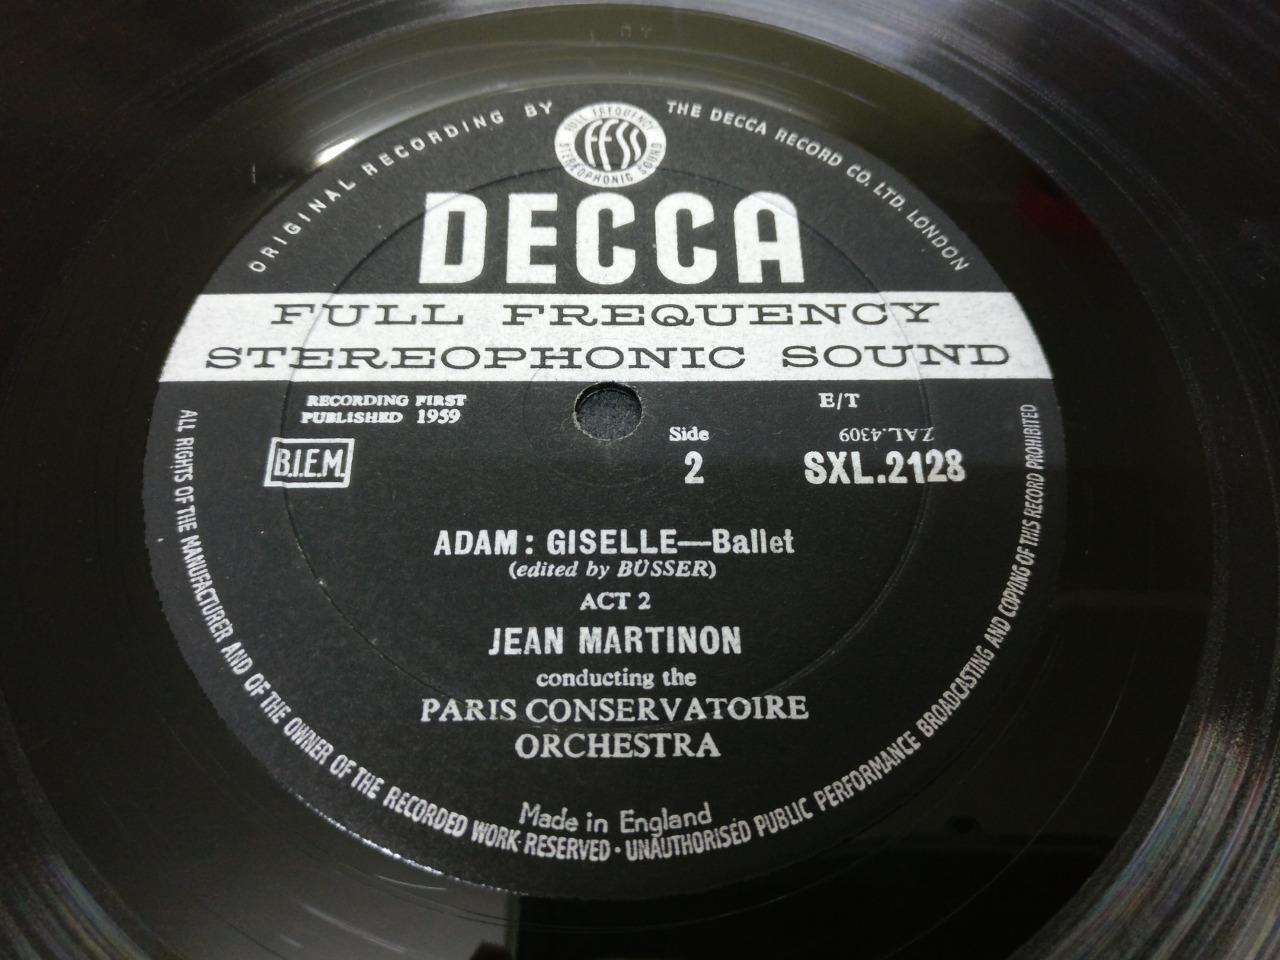 ORIGINAL RECORDING BY THE DECCA RECORD CO. LTD. LONDON
FULL FREQUENCY
FFSS
STEREOPHONIC SOUND
DECCA
FULL FREQUENCY
STEREOPHONIC SOUND
RECORDING FIRST
PUBLISHED 1959
E/T
ZAL.4309
B.I.E.M.
Side
2
SXL.2128
ADAM: GISELLE—Ballet
(edited by BÜSSER)
ACT 2
JEAN MARTINON
conducting the
PARIS CONSERVATOIRE
ORCHESTRA
Made in England
ALL RIGHTS OF THE MANUFACTURER AND OF THE OWNER OF THE RECORDED WORK RESERVED · UNAUTHORISED PUBLIC PERFORMANCE BROADCASTING AND COPYING OF THIS RECORD PROHIBITED